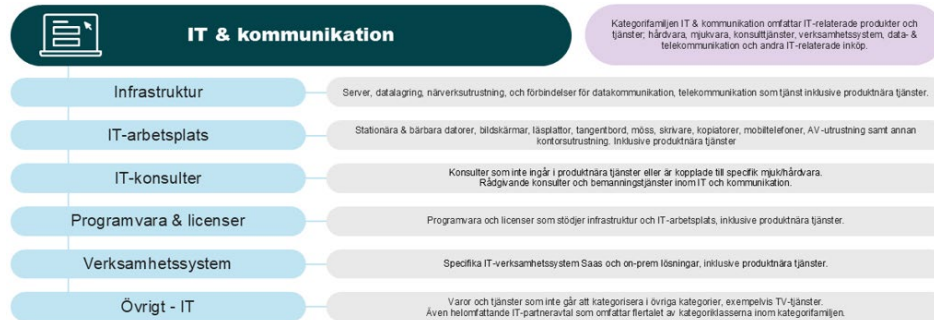 IT & kommunikation
Kategorifamiljen IT & kommunikation omfattar IT-relaterade produkter och
tjänster; hårdvara, mjukvara, konsulttjänster, verksamhetssystem, data- &
telekommunikation och andra IT-relaterade inköp.
Infrastruktur
Server, datalagring, närverksutrustning, och förbindelser för datakommunikation, telekommunikation som tjänst inklusive produktnära tjänster.
IT-arbetsplats
Stationära & bärbara datorer, bildskärmar, läsplattor, tangentbord, möss, skrivare, kopiatorer, mobiltelefoner, AV-utrustning samt annan
kontorsutrustning. Inklusive produktnära tjänster
IT-konsulter
Konsulter som inte ingår i produktnära tjänster eller är kopplade till specifik mjuk/hårdvara.
Rådgivande konsulter och bemanningstjänster inom IT och kommunikation.
Programvara & licenser
Programvara och licenser som stödjer infrastruktur och IT-arbetsplats, inklusive produktnära tjänster.
Verksamhetssystem
Specifika IT-verksamhetssystem Saas och on-prem lösningar, inklusive produktnära tjänster.
Övrigt - IT
Varor och tjänster som inte går att kategorisera i övriga kategorier, exempelvis TV-tjänster.
Även helomfattande IT-partneravtal som omfattar flertalet av kategoriklasserna inom kategorifamiljen.